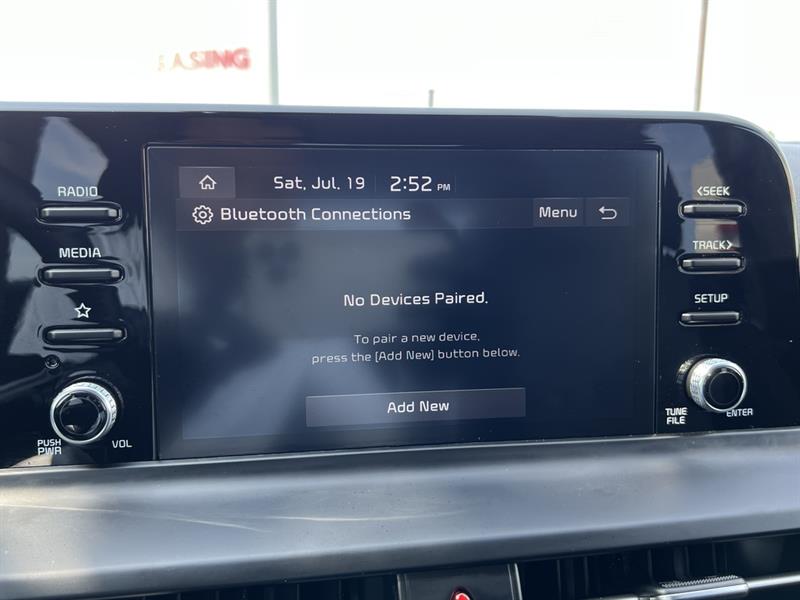 RADIO
MEDIA
PUSH
PWR
VOL
Sat, Jul. 19 2:52 PM
Bluetooth Connections
Menu
No Devices Paired.
To pair a new device,
press the [Add New] button below.
Add New
<SEEK
TRACK>
SETUP
TUNE
FILE
ENTER